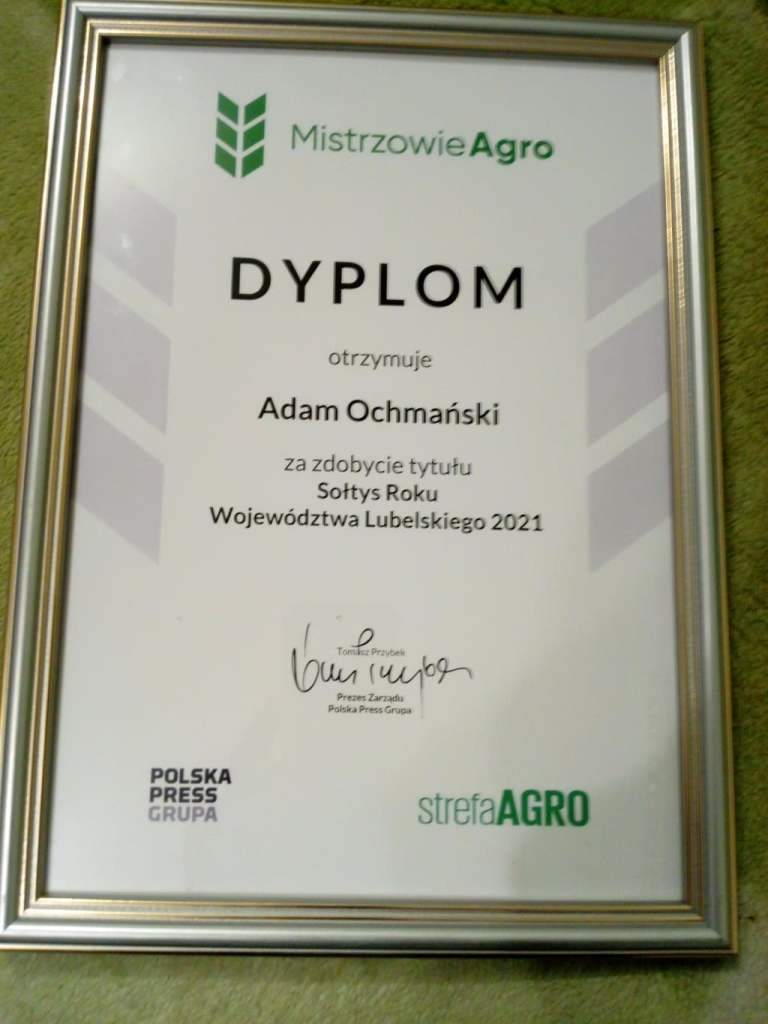 MistrzowieAgro
DYPLOM
otrzymuje
Adam Ochmański
za zdobycie tytułu
Sołtys Roku
Województwa Lubelskiego 2021
Tomasz Przybek
Prezes Zarządu
Polska Press Grupa
POLSKA
PRESS
GRUPA
strefaAGRO